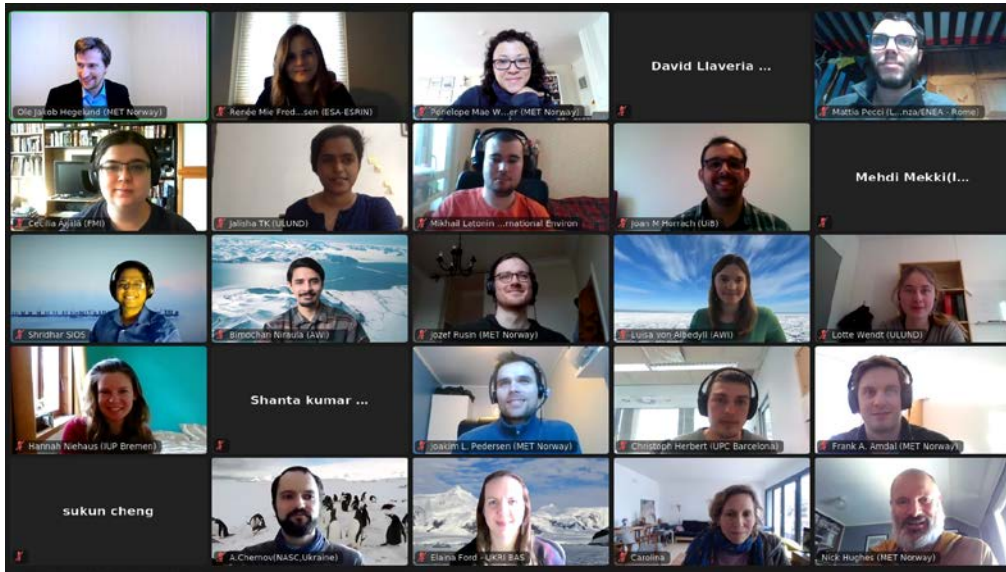 Ole Jakob Hegelund (MET Norway)
Renée Mie Fred...sen (ESA-ESRIN)
Penelope Mae W...er (MET Norway)
David Llaveria ...
Mattia Pecci (L...nza/ENEA - Rome)
Cecilia Äijälä (FMI)
Jalisha TK (ULUND)
Mikhail Latonin ...rnational Environ
Joan M Horrach (UiB)
Mehdi Mekki(I...
Shridhar SIOS
Bimochan Niraula (AWI)
Jozef Rusin (MET Norway)
Luisa von Albedyll (AWI)
Lotte Wendt (ULUND)
Hannah Niehaus (IUP Bremen)
Shanta kumar ...
Joakim L. Pedersen (MET Norway)
Christoph Herbert (UPC Barcelona)
Frank A. Amdal (MET Norway)
sukun cheng
A.Chernov(NASC,Ukraine)
Elaina Ford - UKRI BAS
Carolina
Nick Hughes (MET Norway)